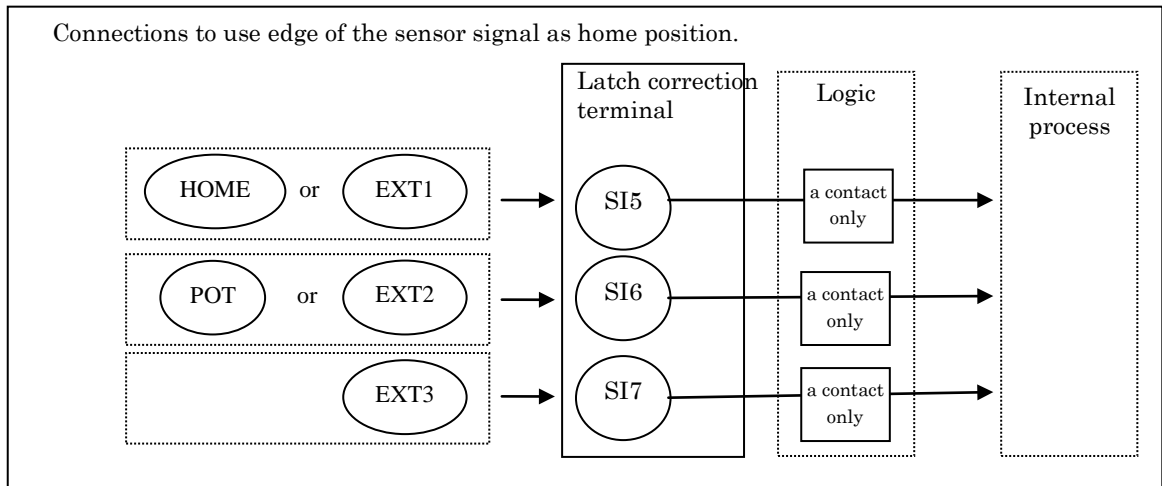 Connections to use edge of the sensor signal as home position.
Latch correction
terminal
Logic
Internal
process
HOME or EXT1
SI5
a contact
only
POT or EXT2
SI6
a contact
only
EXT3
SI7
a contact
only